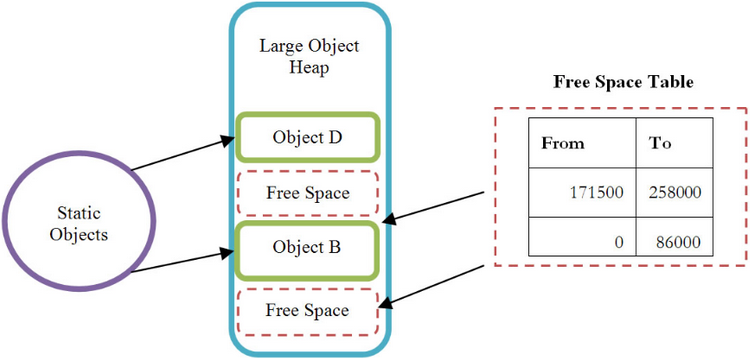 Large Object
Heap
Object D
Free Space
Object B
Free Space
Static
Objects
Free Space Table
From To
171500 258000
0 86000